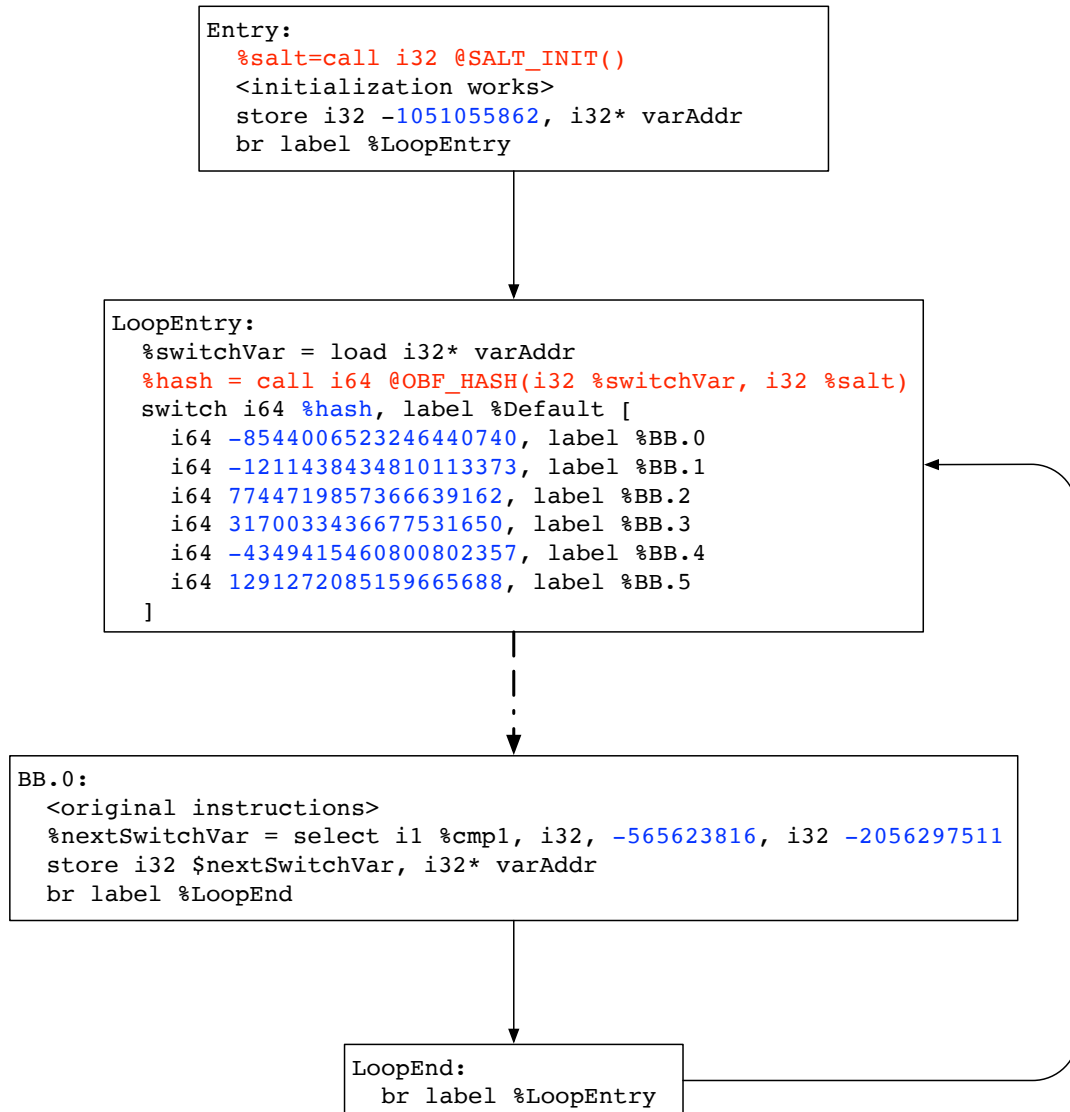 Entry:
%salt=call i32 @SALT_INIT()
<initialization works>
store i32 -1051055862, i32* varAddr
br label %LoopEntry
LoopEntry:
%switchVar = load i32* varAddr
%hash = call i64 @OBF_HASH(i32 %switchVar, i32 %salt)
switch i64 %hash, label %Default [
i64 -8544006523246440740, label %BB.0
i64 -1211438434810113373, label %BB.1
i64 7744719857366639162, label %BB.2
i64 3170033436677531650, label %BB.3
i64 -4349415460800802357, label %BB.4
i64 1291272085159665688, label %BB.5
]
BB.0:
<original instructions>
%nextSwitchVar = select i1 %cmp1, i32, -565623816, i32 -2056297511
store i32 $nextSwitchVar, i32* varAddr
br label %LoopEnd
LoopEnd:
br label %LoopEntry